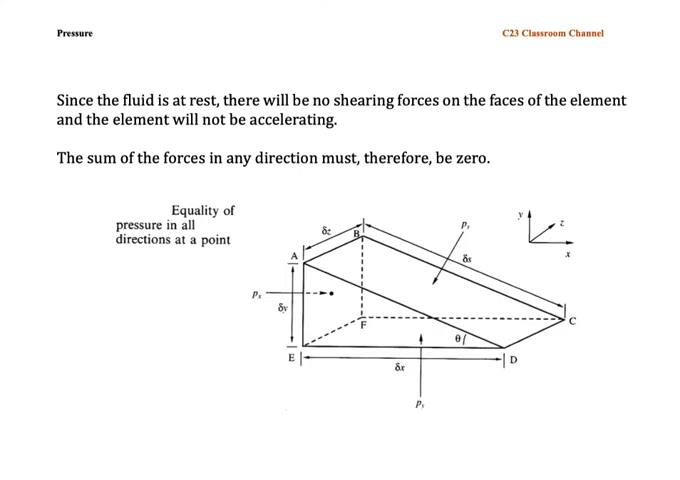 Pressure
C23 Classroom Channel
Since the fluid is at rest, there will be no shearing forces on the faces of the element
and the element will not be accelerating.
The sum of the forces in any direction must, therefore, be zero.
Equality of
pressure in all
directions at a point
δz
B
pₛ
y
z
x
A
δs
pₓ
δy
F
C
θ
E
δx
D